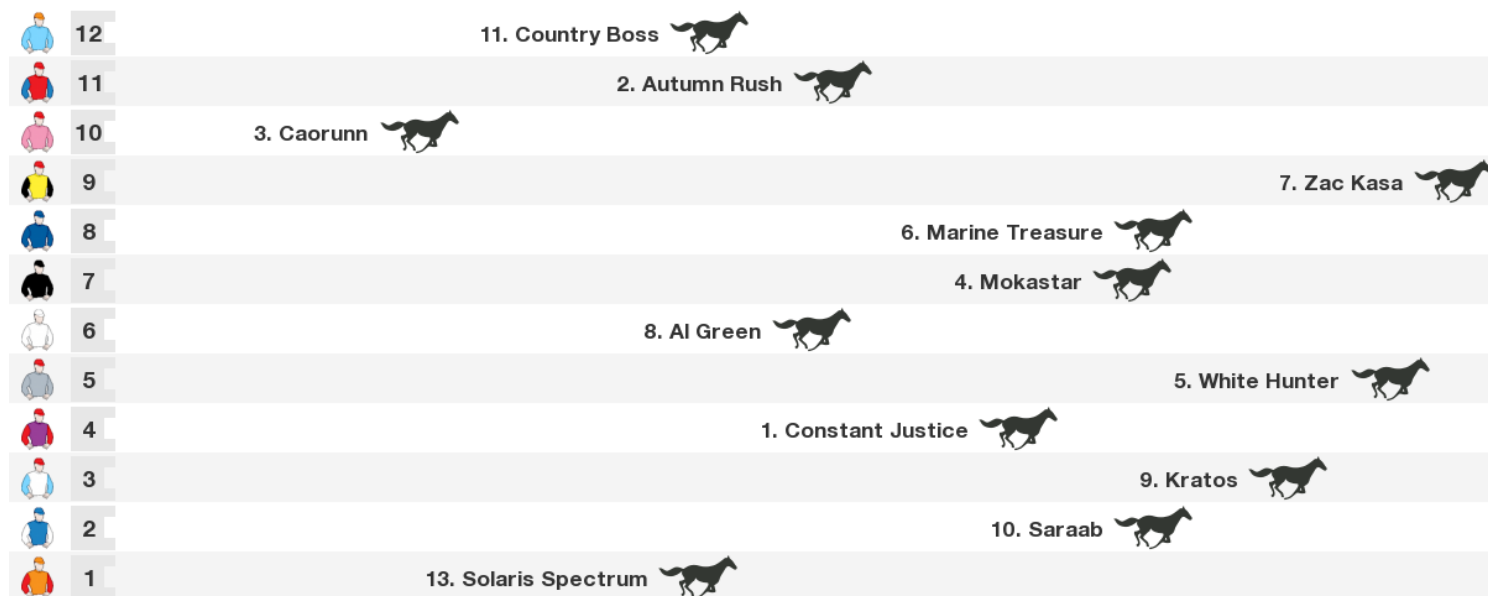 12 11. Country Boss
11 2. Autumn Rush
10 3. Caorunn
9 7. Zac Kasa
8 6. Marine Treasure
7 4. Mokastar
6 8. Al Green
5 5. White Hunter
4 1. Constant Justice
3 9. Kratos
2 10. Saraab
1 13. Solaris Spectrum